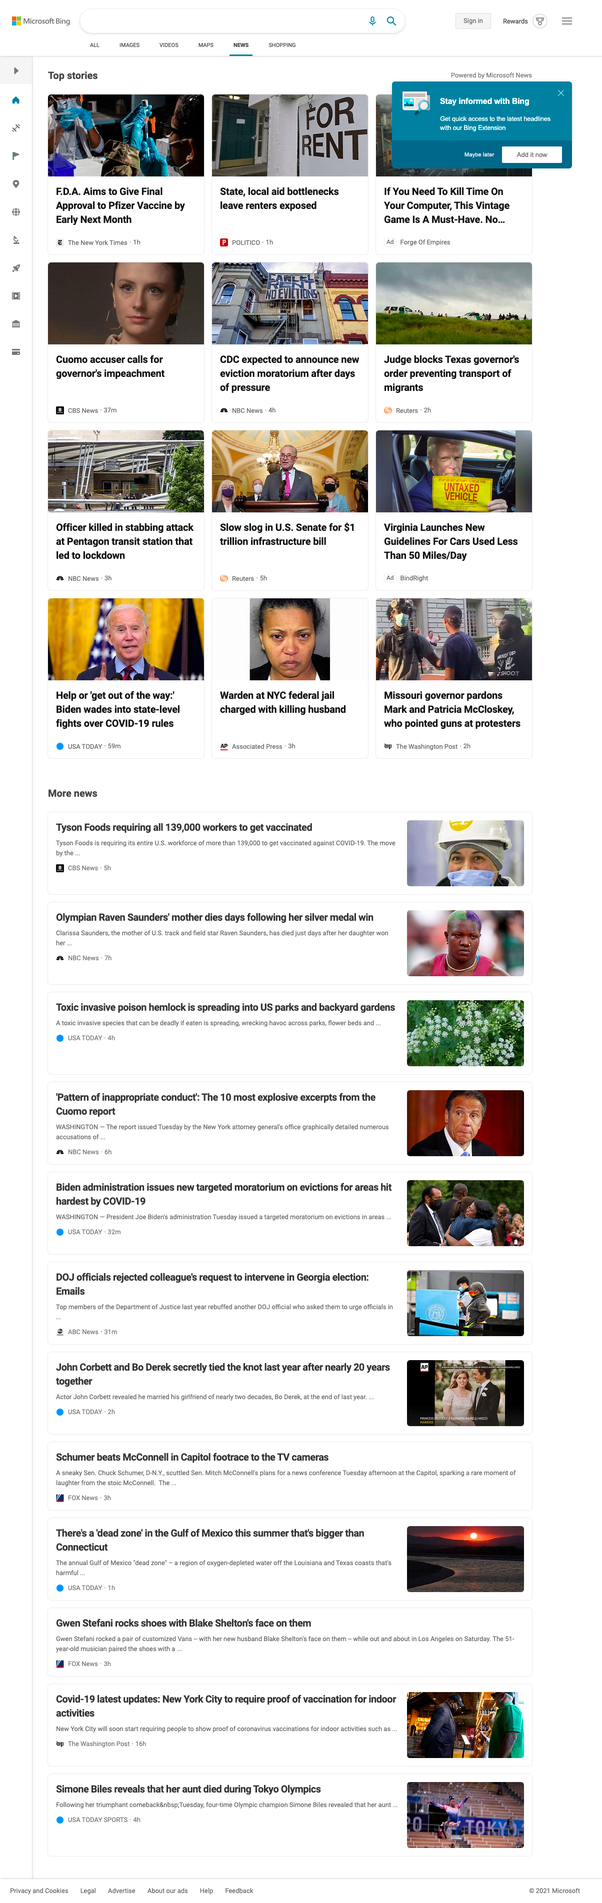 Microsoft Bing
Sign in
Rewards
ALL
IMAGES
VIDEOS
MAPS
NEWS
SHOPPING
Top stories
Powered by Microsoft News
Stay informed with Bing
Get quick access to the latest headlines
with our Bing Extension
Maybe later
Add it now
FOR
RENT
F.D.A. Aims to Give Final
Approval to Pfizer Vaccine by
Early Next Month
The New York Times · 1h
State, local aid bottlenecks
leave renters exposed
POLITICO · 1h
If You Need To Kill Time On
Your Computer, This Vintage
Game Is A Must-Have. No...
Ad Forge Of Empires
CANCEL
RENT
NO EVICTIONS
Cuomo accuser calls for
governor's impeachment
CBS News · 37m
CDC expected to announce new
eviction moratorium after days
of pressure
NBC News · 4h
Judge blocks Texas governor's
order preventing transport of
migrants
Reuters · 2h
UNTAXED
VEHICLE
Officer killed in stabbing attack
at Pentagon transit station that
led to lockdown
NBC News · 3h
Slow slog in U.S. Senate for $1
trillion infrastructure bill
Reuters · 5h
Virginia Launches New
Guidelines For Cars Used Less
Than 50 Miles/Day
Ad BindRight
SHOOT
Help or 'get out of the way:'
Biden wades into state-level
fights over COVID-19 rules
USA TODAY · 59m
Warden at NYC federal jail
charged with killing husband
AP Associated Press · 3h
Missouri governor pardons
Mark and Patricia McCloskey,
who pointed guns at protesters
wp The Washington Post · 2h
More news
Tyson Foods requiring all 139,000 workers to get vaccinated
Tyson Foods is requiring its entire U.S. workforce of more than 139,000 to get vaccinated against COVID-19. The move
by the ...
CBS News · 5h
Olympian Raven Saunders' mother dies days following her silver medal win
Clarissa Saunders, the mother of U.S. track and field star Raven Saunders, has died just days after her daughter won
her ...
NBC News · 7h
Toxic invasive poison hemlock is spreading into US parks and backyard gardens
A toxic invasive species that can be deadly if eaten is spreading, wrecking havoc across parks, flower beds and ...
USA TODAY · 4h
'Pattern of inappropriate conduct': The 10 most explosive excerpts from the
Cuomo report
WASHINGTON — The report issued Tuesday by the New York attorney general's office graphically detailed numerous
accusations of ...
NBC News · 6h
Biden administration issues new targeted moratorium on evictions for areas hit
hardest by COVID-19
WASHINGTON — President Joe Biden's administration Tuesday issued a targeted moratorium on evictions in areas ...
USA TODAY · 32m
DOJ officials rejected colleague's request to intervene in Georgia election:
Emails
Top members of the Department of Justice last year rebuffed another DOJ official who asked them to urge officials in
...
ABC News · 31m
John Corbett and Bo Derek secretly tied the knot last year after nearly 20 years
together
Actor John Corbett revealed he married his girlfriend of nearly two decades, Bo Derek, at the end of last year. ...
USA TODAY · 2h
AP
Schumer beats McConnell in Capitol footrace to the TV cameras
A sneaky Sen. Chuck Schumer, D-N.Y., scuttled Sen. Mitch McConnell's plans for a news conference Tuesday afternoon at the Capitol, sparking a rare moment of
laughter from the stoic McConnell. The ...
FOX News · 3h
There's a 'dead zone' in the Gulf of Mexico this summer that's bigger than
Connecticut
The annual Gulf of Mexico "dead zone" – a region of oxygen-depleted water off the Louisiana and Texas coasts that's
harmful ...
USA TODAY · 1h
Gwen Stefani rocks shoes with Blake Shelton's face on them
Gwen Stefani rocked a pair of customized Vans – with her new husband Blake Shelton's face on them – while out and about in Los Angeles on Saturday. The 51-
year-old musician paired the shoes with a ...
FOX News · 3h
Covid-19 latest updates: New York City to require proof of vaccination for indoor
activities
New York City will soon start requiring people to show proof of coronavirus vaccinations for indoor activities such as ...
wp The Washington Post · 16h
Simone Biles reveals that her aunt died during Tokyo Olympics
Following her triumphant comeback&nbsp;Tuesday, four-time Olympic champion Simone Biles revealed that her aunt ...
USA TODAY SPORTS · 4h
TOKYO
Privacy and Cookies
Legal
Advertise
About our ads
Help
Feedback
© 2021 Microsoft